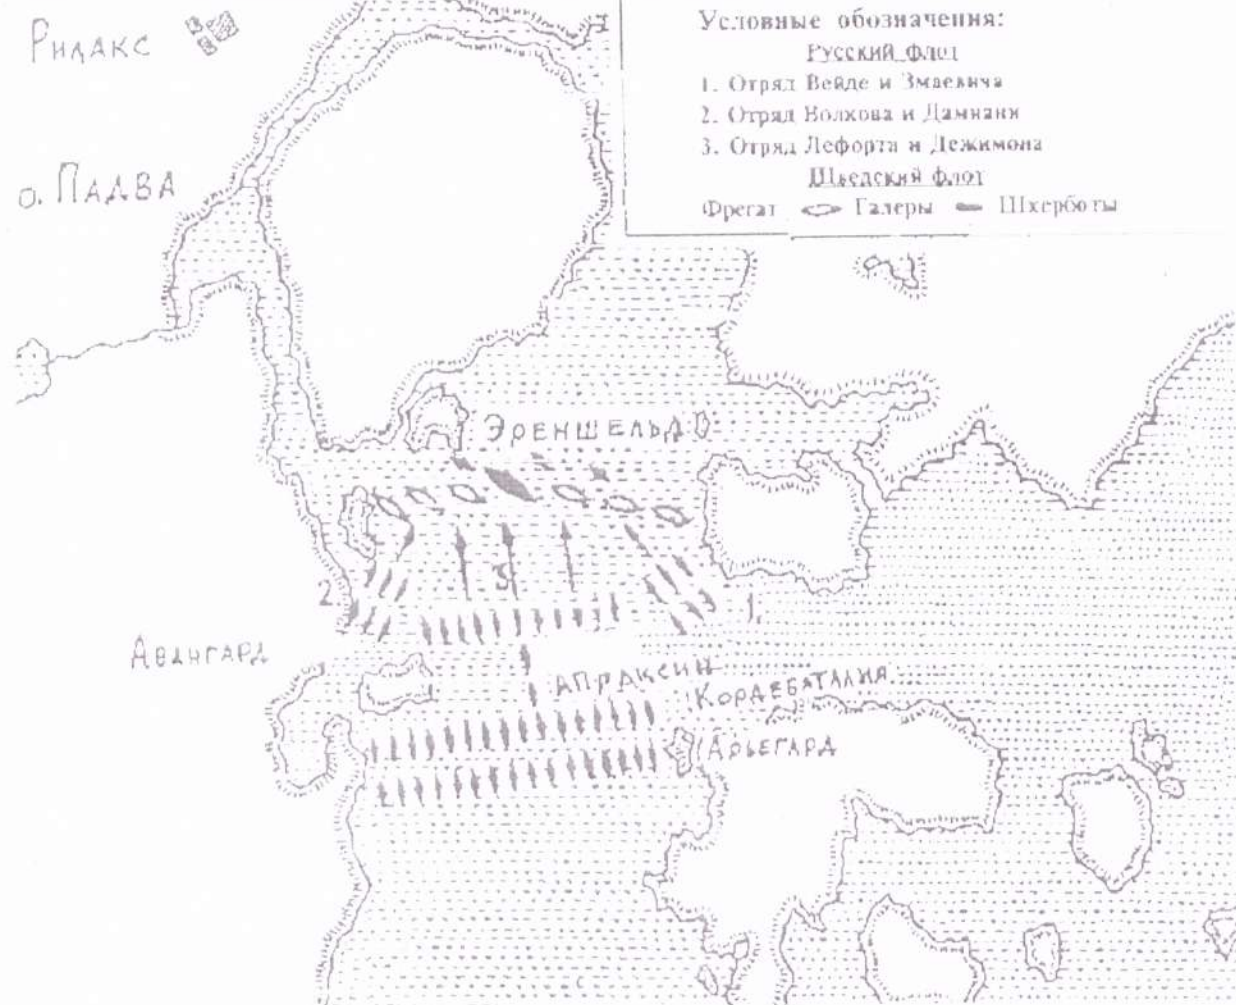 Условные обозначения:
Русский флот
1. Отряд Вейде и Змаевича
2. Отряд Волкова и Дамиани
3. Отряд Лефорта и Дежимона
Шведский флот
Фрегат Галеры Шхерботы
Ридакс
о. Падва
Эреншельд
3
2.
1.
Авангард
Апраксин
Кордебаталия
Арьегард